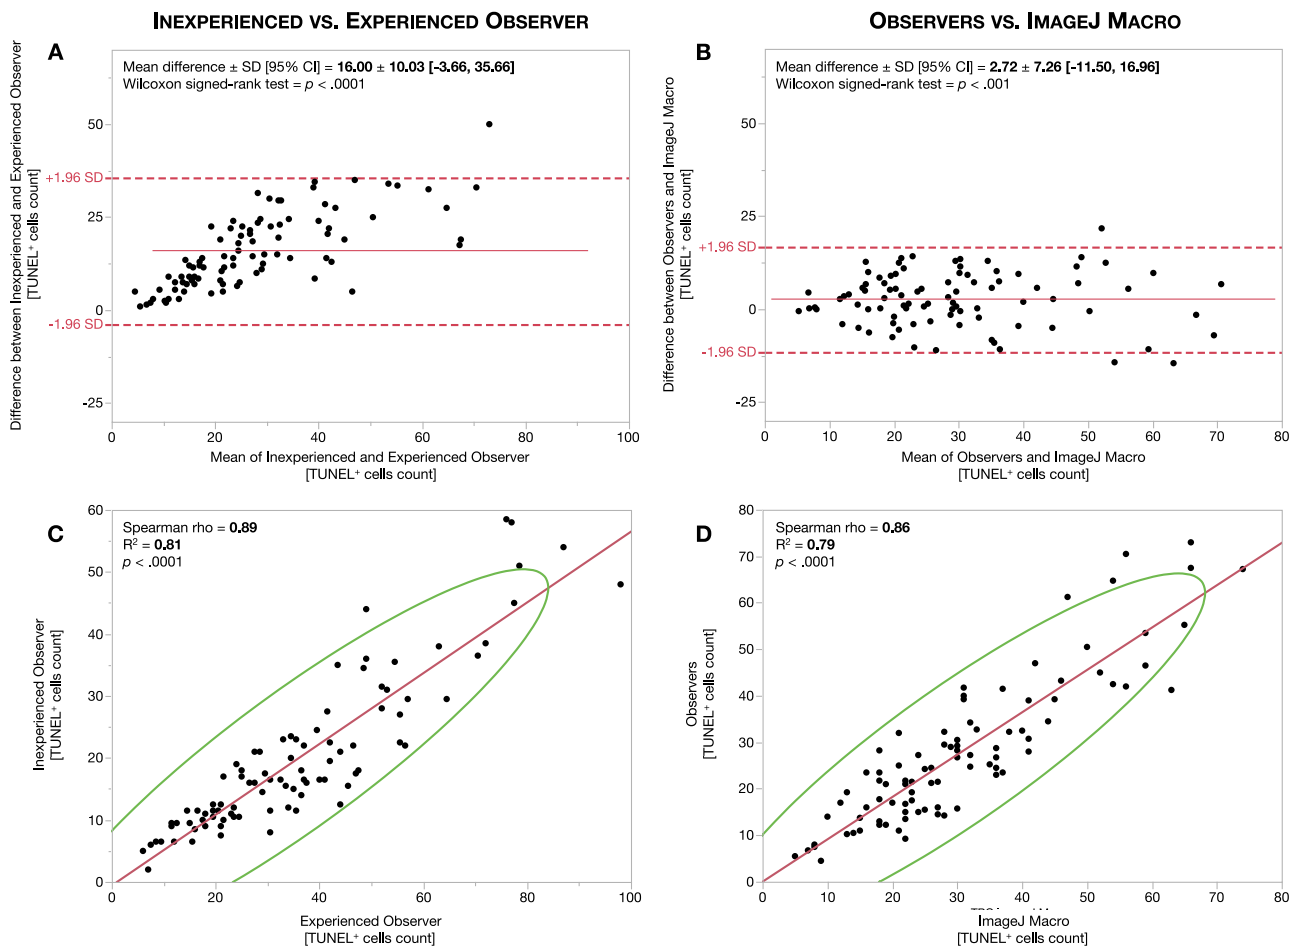 INEXPERIENCED VS. EXPERIENCED OBSERVER
OBSERVERS VS. IMAGEJ MACRO
A
Mean difference ± SD [95% CI] = 16.00 ± 10.03 [-3.66, 35.66]
Wilcoxon signed-rank test = p < .0001
Difference between Inexperienced and Experienced Observer
[TUNEL+ cells count]
50
+1.96 SD
25
0
-1.96 SD
-25
0 20 40 60 80 100
Mean of Inexperienced and Experienced Observer
[TUNEL+ cells count]
B
Mean difference ± SD [95% CI] = 2.72 ± 7.26 [-11.50, 16.96]
Wilcoxon signed-rank test = p < .001
Difference between Observers and ImageJ Macro
[TUNEL+ cells count]
50
25
+1.96 SD
0
-1.96 SD
-25
0 10 20 30 40 50 60 70 80
Mean of Observers and ImageJ Macro
[TUNEL+ cells count]
C
Spearman rho = 0.89
R2 = 0.81
p < .0001
Inexperienced Observer
[TUNEL+ cells count]
60
50
40
30
20
10
0
0 20 40 60 80 100
Experienced Observer
[TUNEL+ cells count]
D
Spearman rho = 0.86
R2 = 0.79
p < .0001
Observers
[TUNEL+ cells count]
80
70
60
50
40
30
20
10
0
0 10 20 30 40 50 60 70 80
ImageJ Macro
[TUNEL+ cells count]